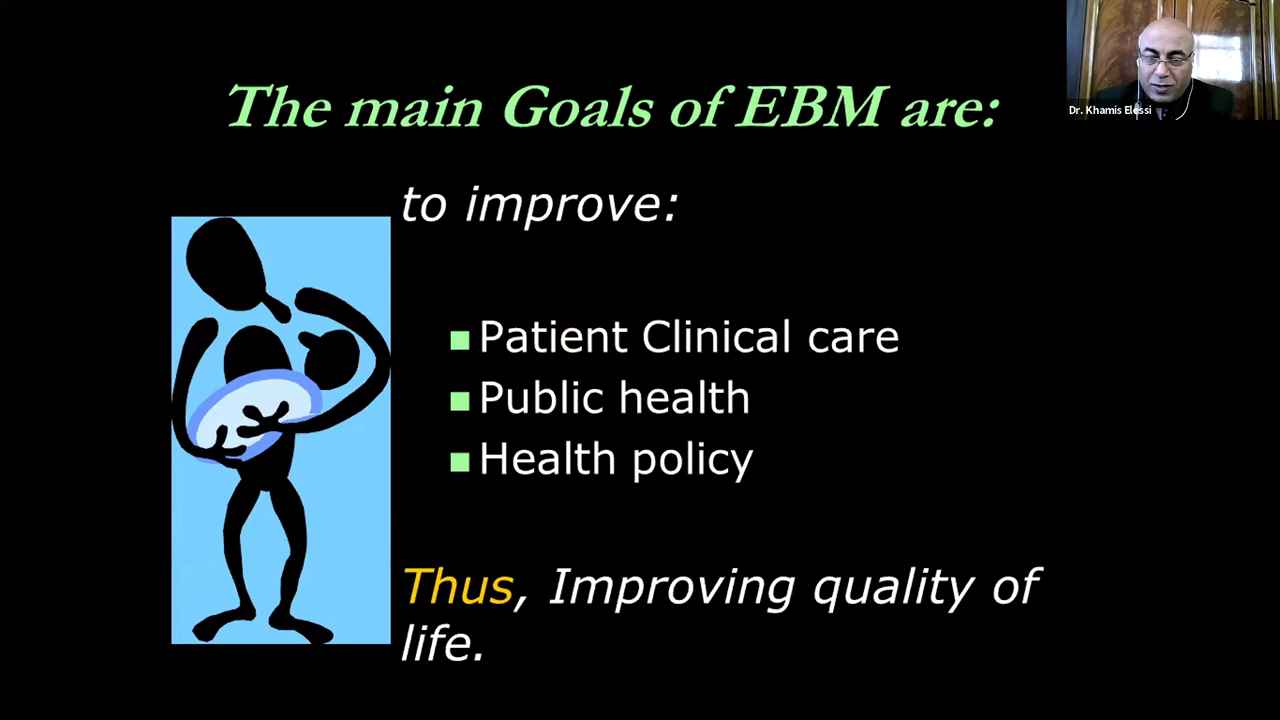 The main Goals of EBM are:
Dr. Khamis Elessi
to improve:
Patient Clinical care
Public health
Health policy
Thus, Improving quality of
life.